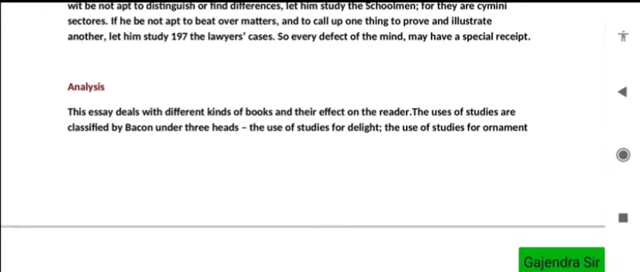 wit be not apt to distinguish or find differences, let him study the Schoolmen; for they are cymini
sectores. If he be not apt to beat over matters, and to call up one thing to prove and illustrate
another, let him study 197 the lawyers' cases. So every defect of the mind, may have a special receipt.
Analysis
This essay deals with different kinds of books and their effect on the reader.The uses of studies are
classified by Bacon under three heads – the use of studies for delight; the use of studies for ornament
Gajendra Sir